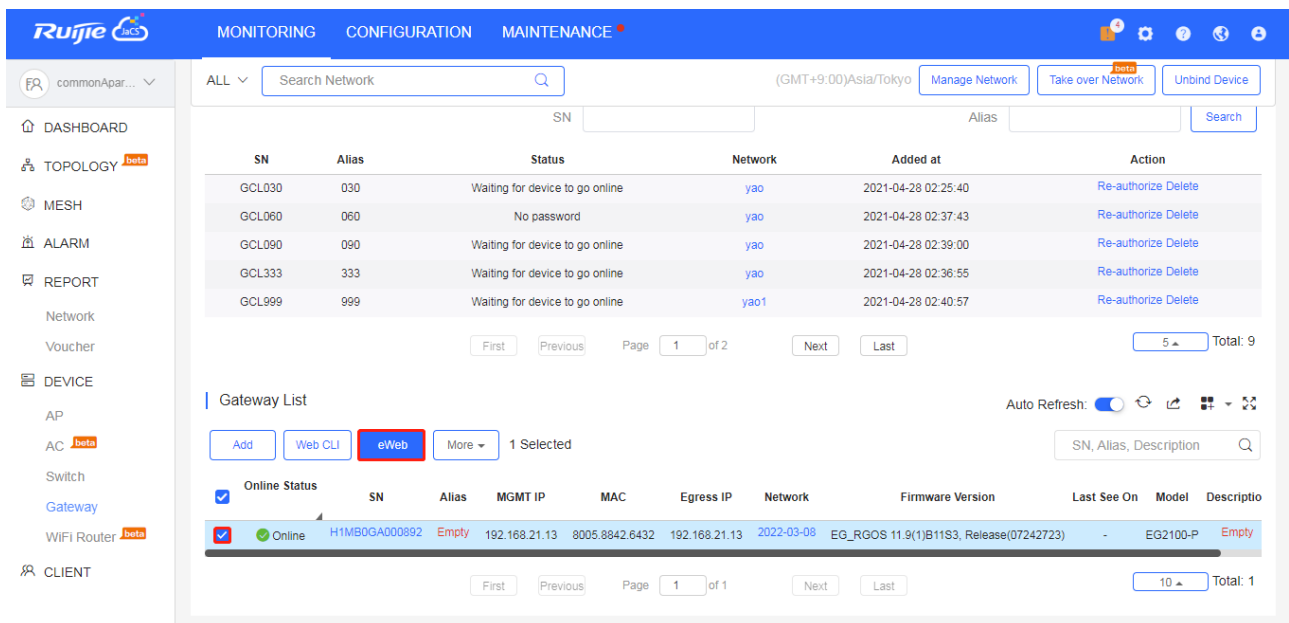 Ruijie JaCS MONITORING CONFIGURATION MAINTENANCE 4
commonApar... ALL Search Network (GMT+9:00)Asia/Tokyo Manage Network Take over Network beta Unbind Device
DASHBOARD
TOPOLOGY beta
MESH
ALARM
REPORT
Network
Voucher
DEVICE
AP
AC beta
Switch
Gateway
WiFi Router beta
CLIENT
SN Alias Search
SN Alias Status Network Added at Action
GCL030 030 Waiting for device to go online yao 2021-04-28 02:25:40 Re-authorize Delete
GCL060 060 No password yao 2021-04-28 02:37:43 Re-authorize Delete
GCL090 090 Waiting for device to go online yao 2021-04-28 02:39:00 Re-authorize Delete
GCL333 333 Waiting for device to go online yao 2021-04-28 02:36:55 Re-authorize Delete
GCL999 999 Waiting for device to go online yao1 2021-04-28 02:40:57 Re-authorize Delete
First Previous Page 1 of 2 Next Last 5 Total: 9
Gateway List Auto Refresh:
Add Web CLI eWeb More 1 Selected SN, Alias, Description
Online Status SN Alias MGMT IP MAC Egress IP Network Firmware Version Last See On Model Descriptio
Online H1MB0GA000892 Empty 192.168.21.13 8005.8842.6432 192.168.21.13 2022-03-08 EG_RGOS 11.9(1)B11S3, Release(07242723) - EG2100-P Empty
First Previous Page 1 of 1 Next Last 10 Total: 1